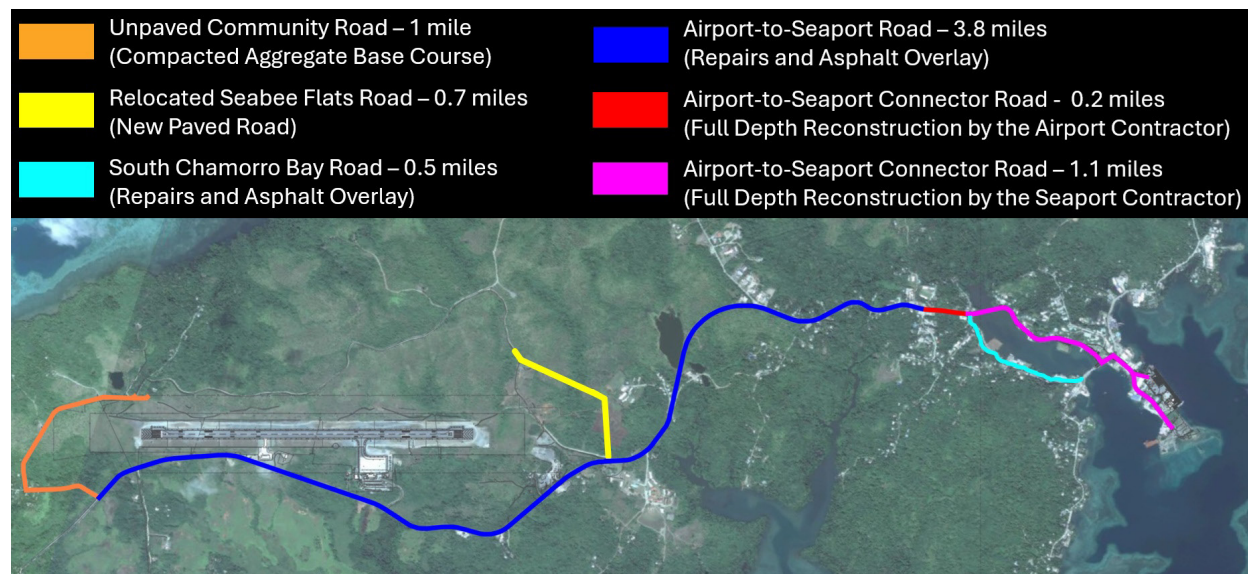 Unpaved Community Road – 1 mile
(Compacted Aggregate Base Course)
Relocated Seabee Flats Road – 0.7 miles
(New Paved Road)
South Chamorro Bay Road – 0.5 miles
(Repairs and Asphalt Overlay)
Airport-to-Seaport Road – 3.8 miles
(Repairs and Asphalt Overlay)
Airport-to-Seaport Connector Road - 0.2 miles
(Full Depth Reconstruction by the Airport Contractor)
Airport-to-Seaport Connector Road – 1.1 miles
(Full Depth Reconstruction by the Seaport Contractor)